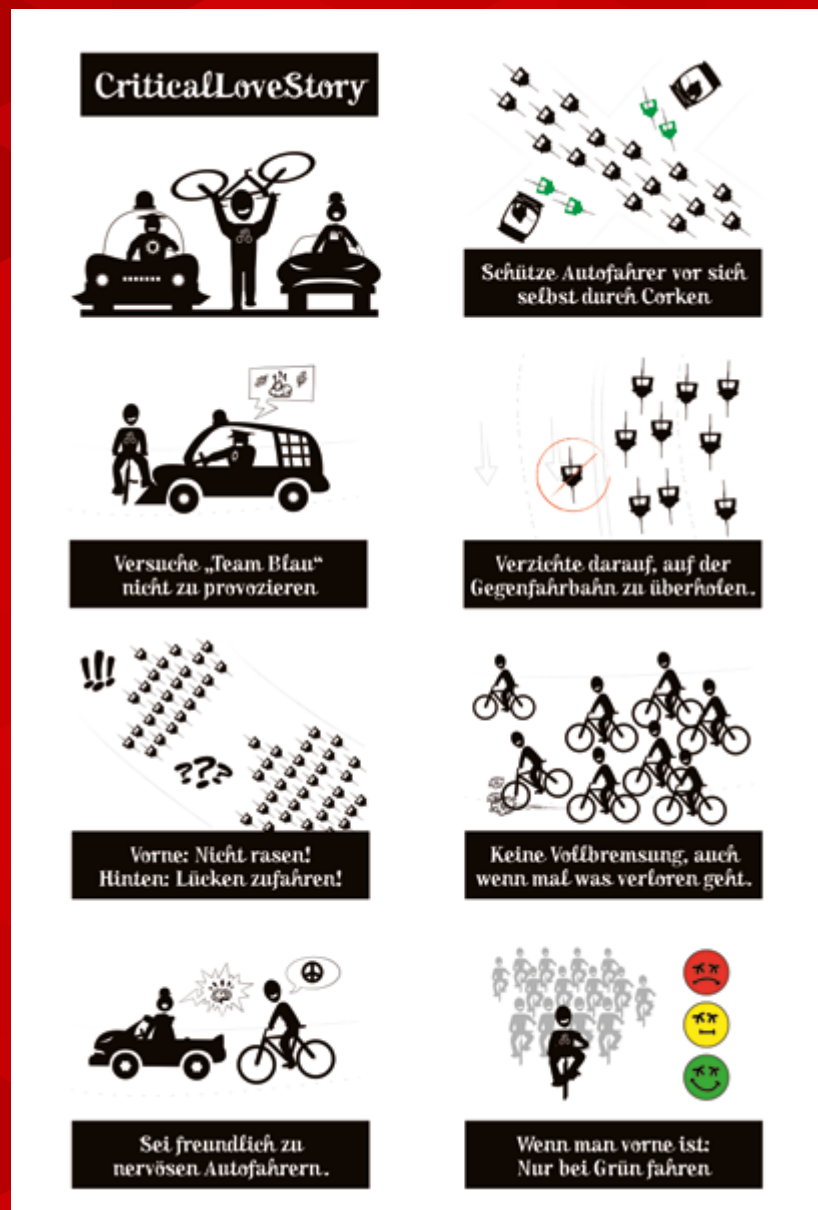 CriticalLoveStory
Schütze Autofahrer vor sich
selbst durch Corken
Versuche „Team Blau“
nicht zu provozieren
Verzichte darauf, auf der
Gegenfahrbahn zu überholen.
!!!
???
Vorne: Nicht rasen!
Hinten: Lücken zufahren!
Keine Vollbremsung, auch
wenn mal was verloren geht.
Sei freundlich zu
nervösen Autofahrern.
Wenn man vorne ist:
Nur bei Grün fahren